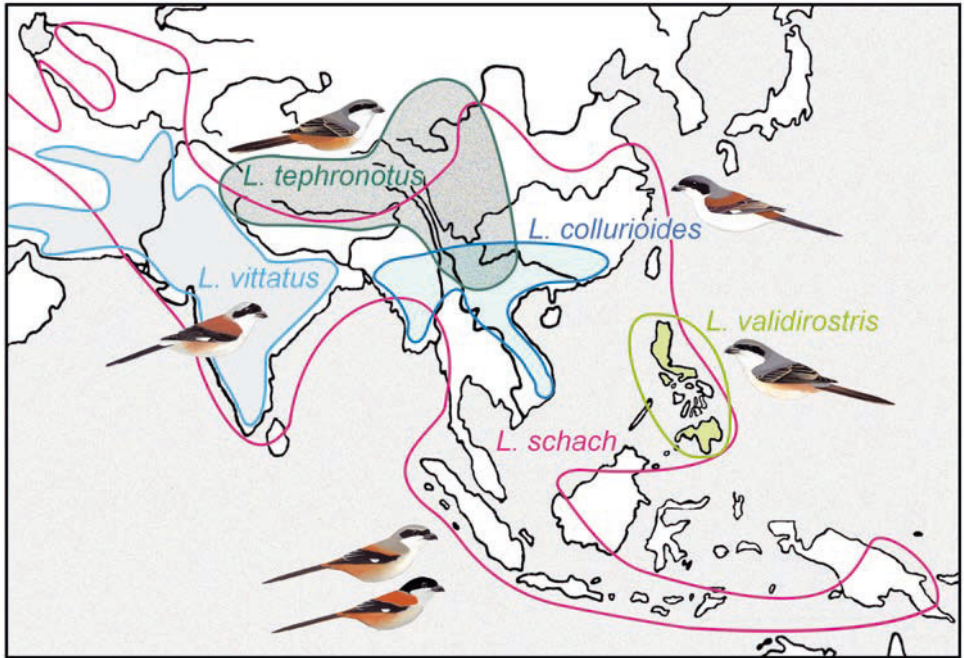 L. tephronotus
L. collurioides
L. vittatus
L. validirostris
L. schach